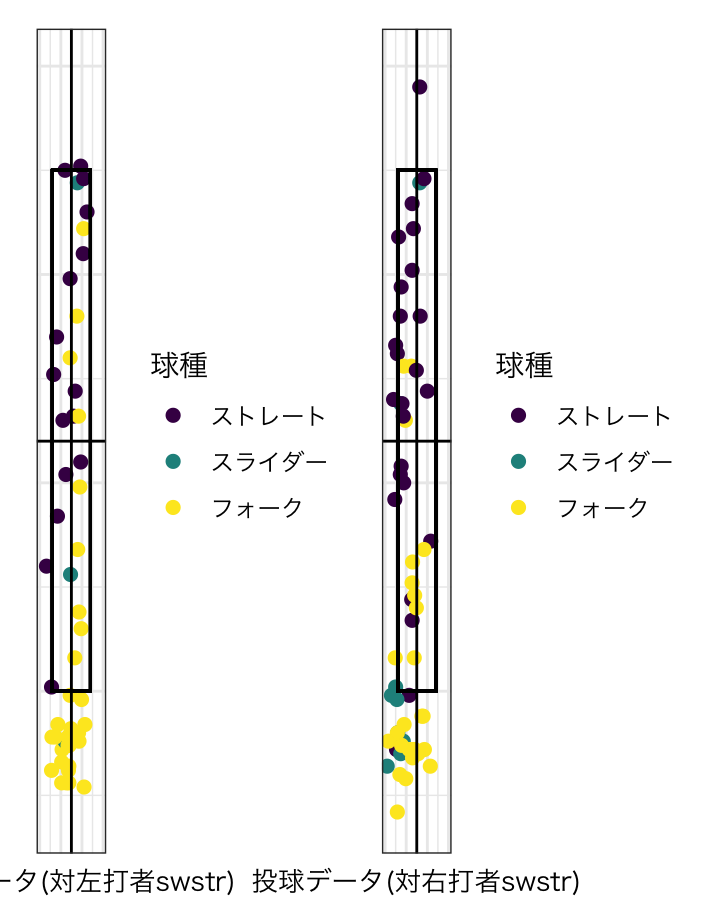 球種
ストレート
スライダー
フォーク
球種
ストレート
スライダー
フォーク
ータ(対左打者swstr)
投球データ(対右打者swstr)